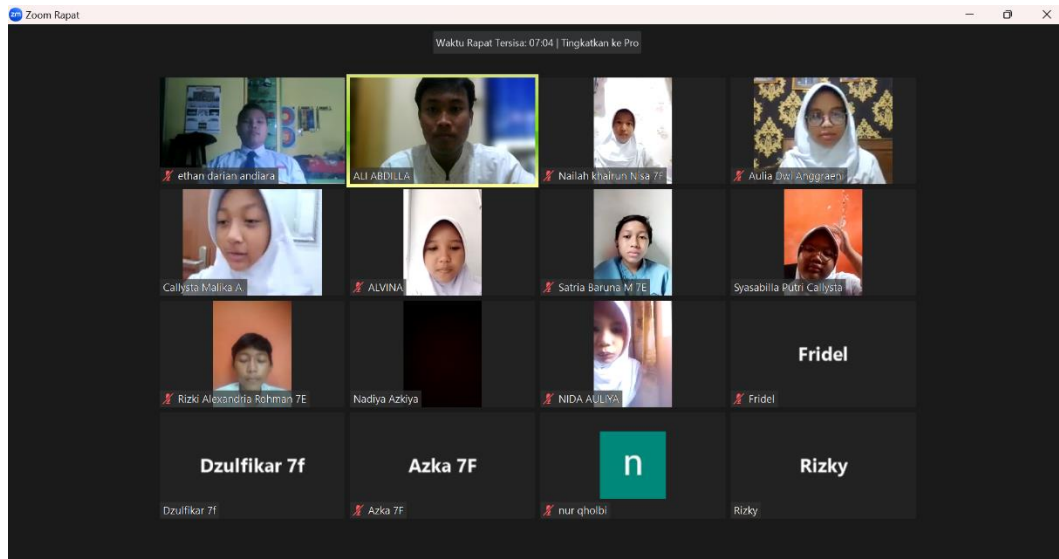 zm Zoom Rapat
Waktu Rapat Tersisa: 07:04 | Tingkatkan ke Pro
ethan darian andiara
ALI ABDILLA
Nailah khairun Nisa 7F
Aulia Dwi Anggraeni
Callysta Malika A
ALVINA
Satria Baruna M 7E
Syasabilla Putri Callysta
Rizki Alexandria Rohman 7E
Nadiya Azkiya
NIDA AULIYA
Fridel
Fridel
Dzulfikar 7f
Dzulfikar 7f
Azka 7F
Azka 7F
n
nur qholbi
Rizky
Rizky